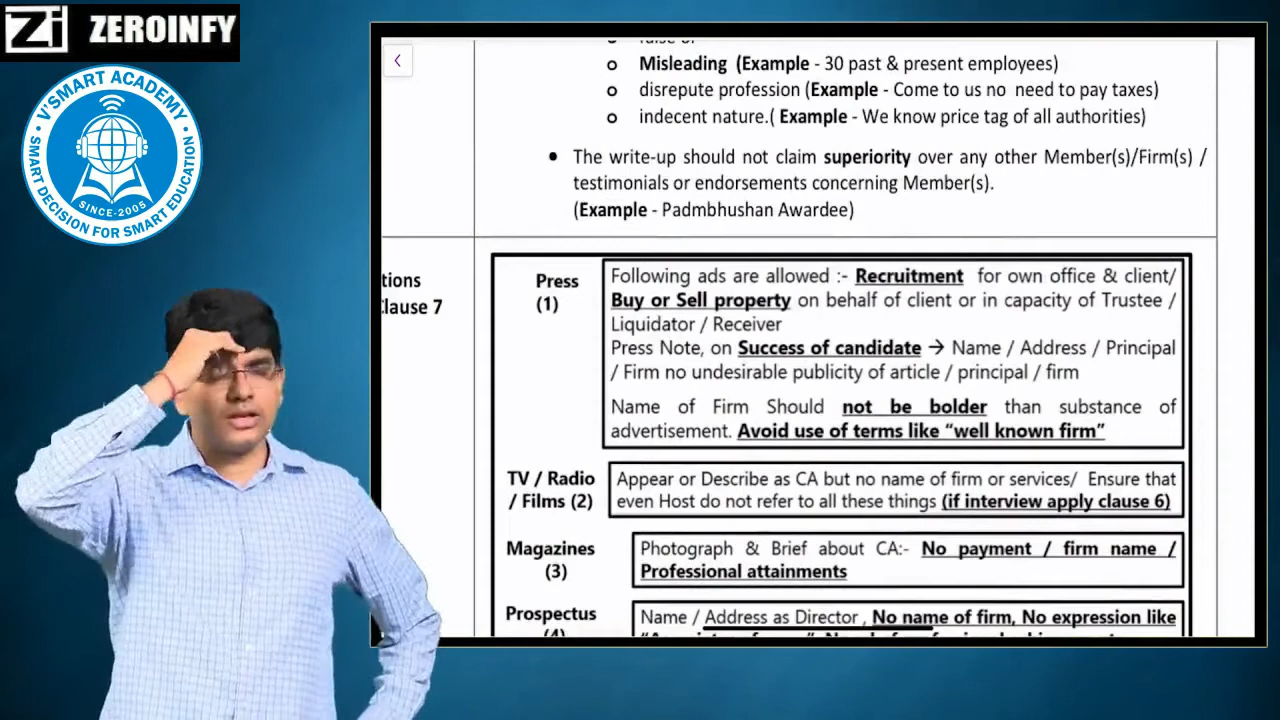 Zi ZEROINFY
V'SMART ACADEMY
SINCE-2005
SMART DECISION FOR SMART EDUCATION
<
Misleading (Example - 30 past & present employees)
disrepute profession (Example - Come to us no need to pay taxes)
indecent nature.( Example - We know price tag of all authorities)
The write-up should not claim superiority over any other Member(s)/Firm(s) /
testimonials or endorsements concerning Member(s).
(Example - Padmbhushan Awardee)
tions
Clause 7
Press
(1)
Following ads are allowed :- Recruitment for own office & client/
Buy or Sell property on behalf of client or in capacity of Trustee /
Liquidator / Receiver
Press Note, on Success of candidate → Name / Address / Principal
/ Firm no undesirable publicity of article / principal / firm
Name of Firm Should not be bolder than substance of
advertisement. Avoid use of terms like “well known firm”
TV / Radio
/ Films (2)
Appear or Describe as CA but no name of firm or services/ Ensure that
even Host do not refer to all these things (if interview apply clause 6)
Magazines
(3)
Photograph & Brief about CA:- No payment / firm name /
Professional attainments
Prospectus
(4)
Name / Address as Director , No name of firm, No expression like